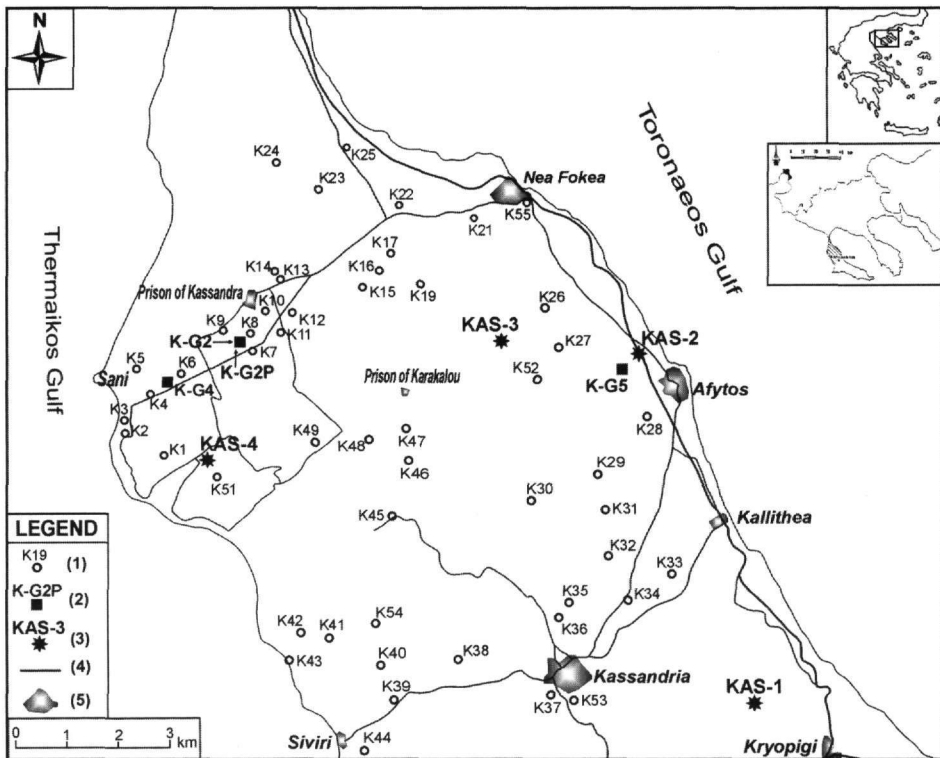 N
K24
K25
K23
K22
Nea Fokea
K55
K21
Toronaeos Gulf
Thermaikos Gulf
K17
K16
K15
K19
K14
K13
Prison of Kassandra
K10
K12
K9
K8
K11
K-G2
K7
K-G2P
K26
KAS-3
K27
KAS-2
K52
K-G5
Afytos
K28
K5
K6
Sani
K-G4
K4
K3
K2
Prison of Karakalou
K1
KAS-4
K51
K49
K48
K47
K46
K29
K30
K31
K45
Kallithea
K32
K33
K34
K35
K36
K42
K41
K54
K43
K40
K38
K39
Kassandria
K37
K53
KAS-1
Siviri
K44
Kryopigi
LEGEND
K19 (1)
K-G2P (2)
KAS-3 (3)
(4)
(5)
0 1 2 3
km